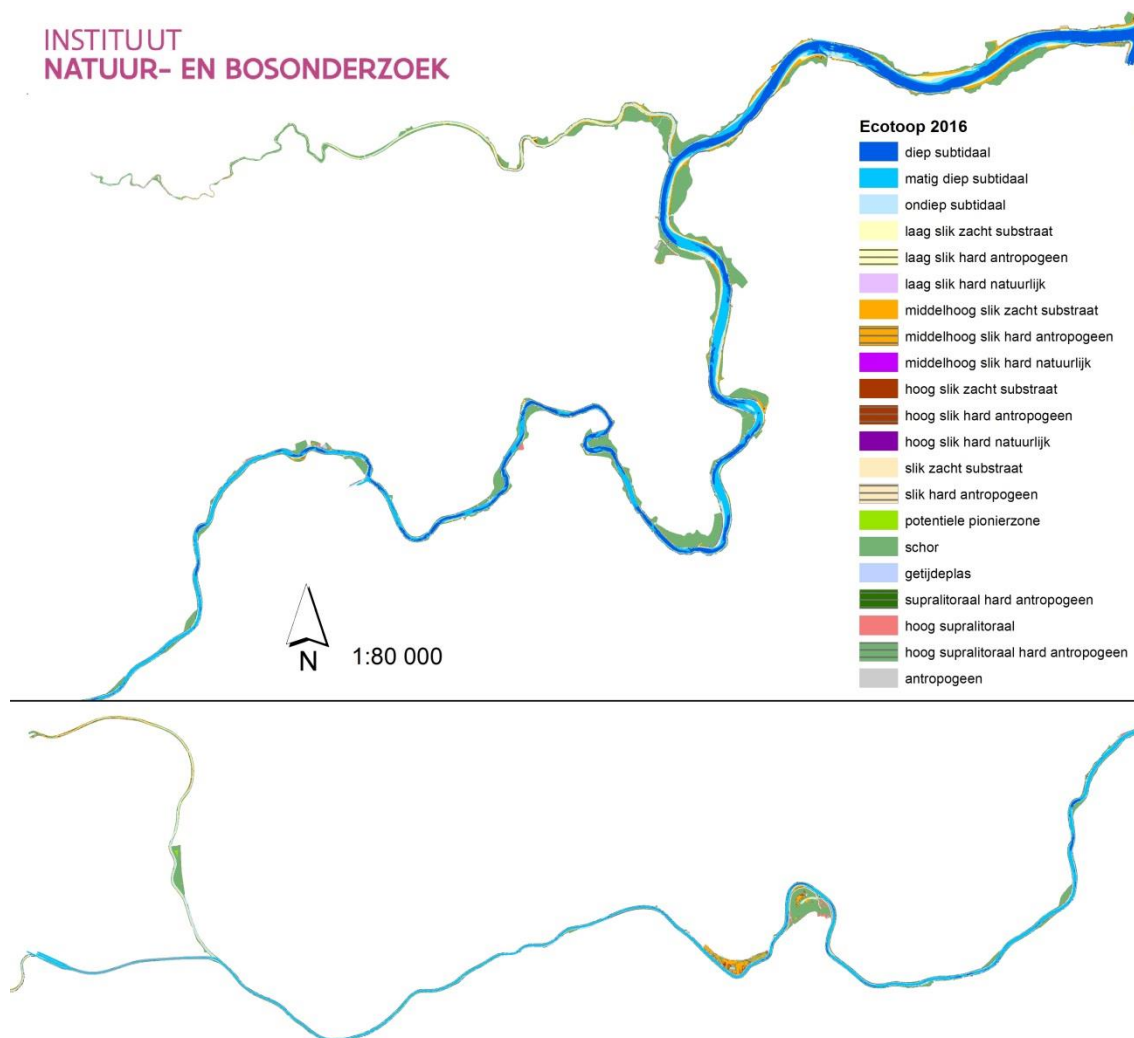 INSTITUUT
NATUUR- EN BOSONDERZOEK
Ecotoop 2016
diep subtidaal
matig diep subtidaal
ondiep subtidaal
laag slik zacht substraat
laag slik hard antropogeen
laag slik hard natuurlijk
middelhoog slik zacht substraat
middelhoog slik hard antropogeen
middelhoog slik hard natuurlijk
hoog slik zacht substraat
hoog slik hard antropogeen
hoog slik hard natuurlijk
slik zacht substraat
slik hard antropogeen
potentiele pionierzone
schor
getijdeplas
supralitoraal hard antropogeen
hoog supralitoraal
hoog supralitoraal hard antropogeen
antropogeen
N
1:80 000